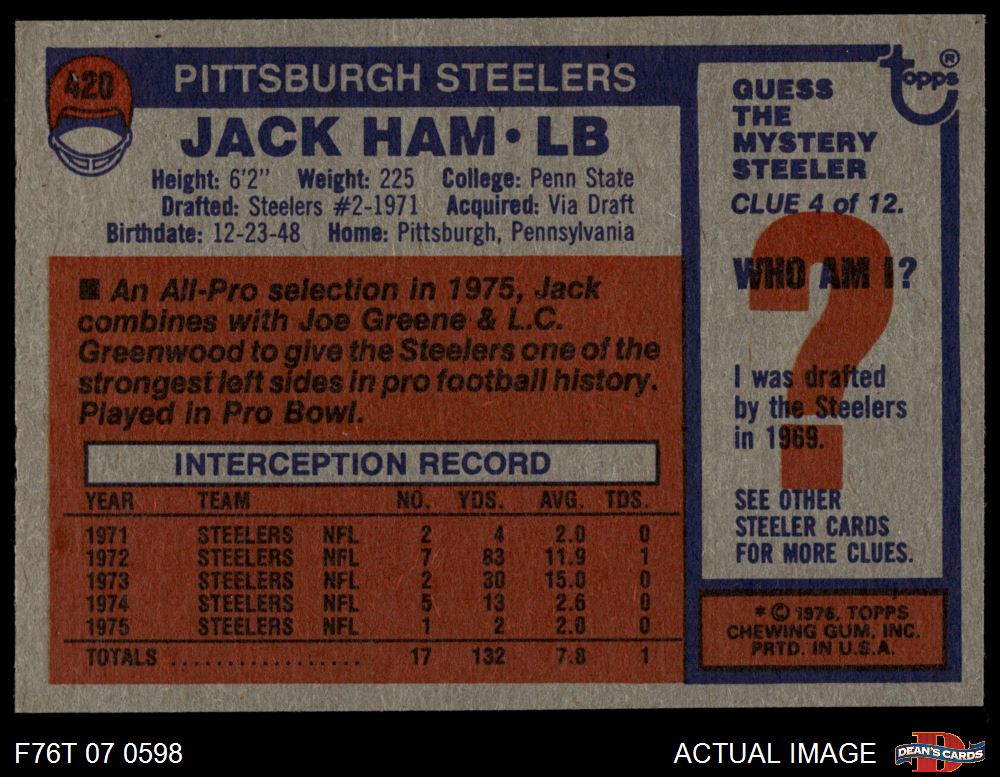 420
PITTSBURGH STEELERS
JACK HAM • LB
Height: 6'2" Weight: 225 College: Penn State
Drafted: Steelers #2-1971 Acquired: Via Draft
Birthdate: 12-23-48 Home: Pittsburgh, Pennsylvania
■ An All-Pro selection in 1975, Jack
combines with Joe Greene & L.C.
Greenwood to give the Steelers one of the
strongest left sides in pro football history.
Played in Pro Bowl.
INTERCEPTION RECORD
YEAR TEAM NO. YDS. AVG. TDS.
1971 STEELERS NFL 2 4 2.0 0
1972 STEELERS NFL 7 83 11.9 1
1973 STEELERS NFL 2 30 15.0 0
1974 STEELERS NFL 5 13 2.6 0
1975 STEELERS NFL 1 2 2.0 0
TOTALS .................. 17 132 7.8 1
topps ®
GUESS
THE
MYSTERY
STEELER
CLUE 4 of 12.
?
WHO AM I?
I was drafted
by the Steelers
in 1969.
SEE OTHER
STEELER CARDS
FOR MORE CLUES.
* © 1976, TOPPS
CHEWING GUM, INC.
PRTD. IN U.S.A.
F76T 07 0598
ACTUAL IMAGE
D
DEAN'S CARDS